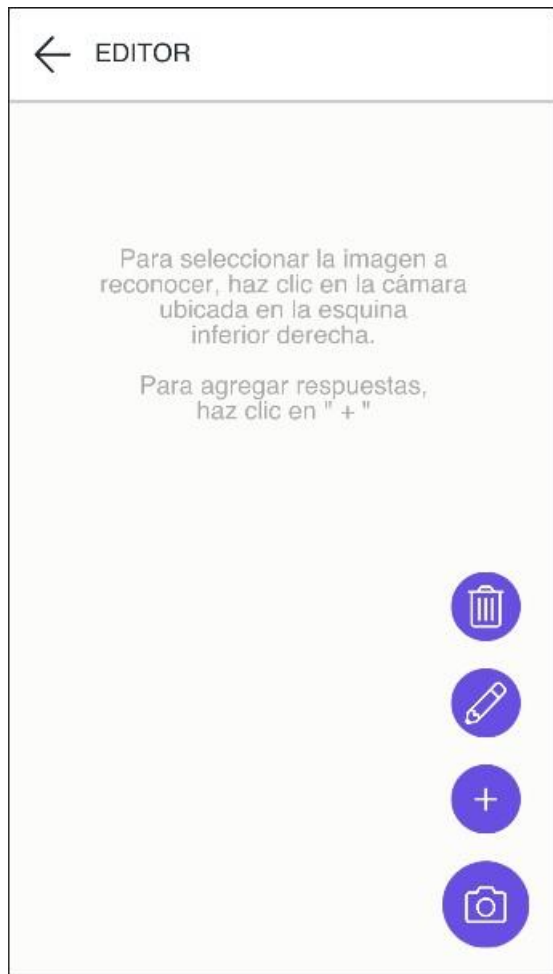 EDITOR
Para seleccionar la imagen a
reconocer, haz clic en la cámara
ubicada en la esquina
inferior derecha.
Para agregar respuestas,
haz clic en " + "
+